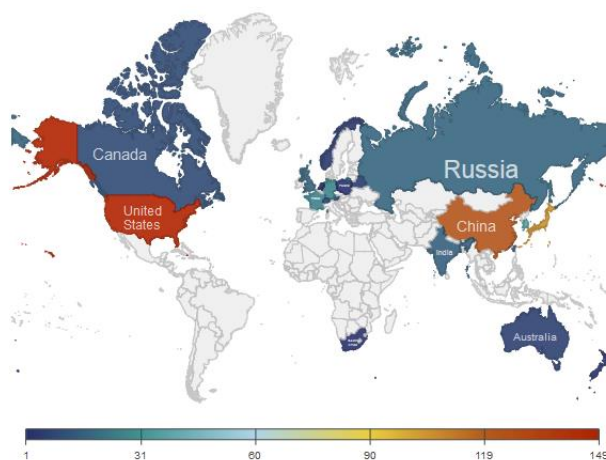 Canada
Russia
United
States
China
India
Australia
1
31
60
90
119
149